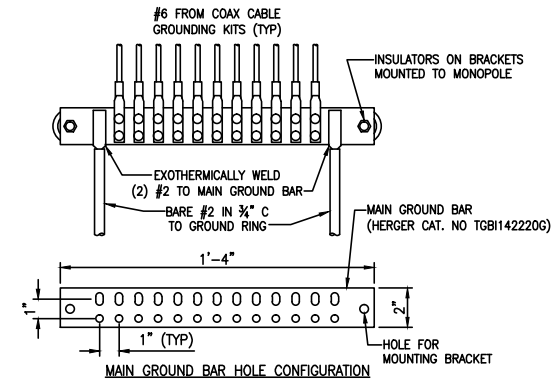 #6 FROM COAX CABLE
GROUNDING KITS (TYP)
INSULATORS ON BRACKETS
MOUNTED TO MONOPOLE
EXOTHERMICALLY WELD
(2) #2 TO MAIN GROUND BAR
BARE #2 IN ¾" C
TO GROUND RING
MAIN GROUND BAR
(HERGER CAT. NO TGBI142220G)
1'-4"
1"
2"
1" (TYP)
HOLE FOR
MOUNTING BRACKET
MAIN GROUND BAR HOLE CONFIGURATION